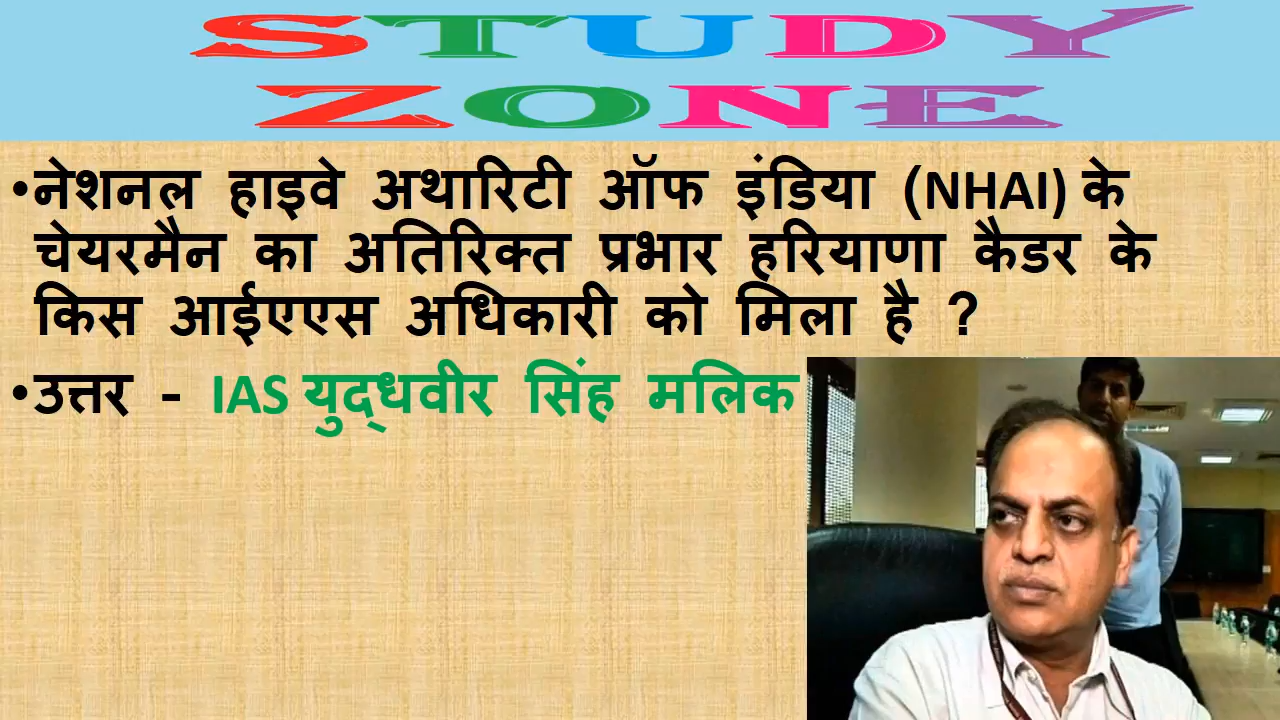 STUDY
ZONE
•नेशनल हाइवे अथारिटी ऑफ इंडिया (NHAI) के
चेयरमैन का अतिरिक्त प्रभार हरियाणा कैडर के
किस आईएएस अधिकारी को मिला है ?
•उत्तर - IAS युद्धवीर सिंह मलिक